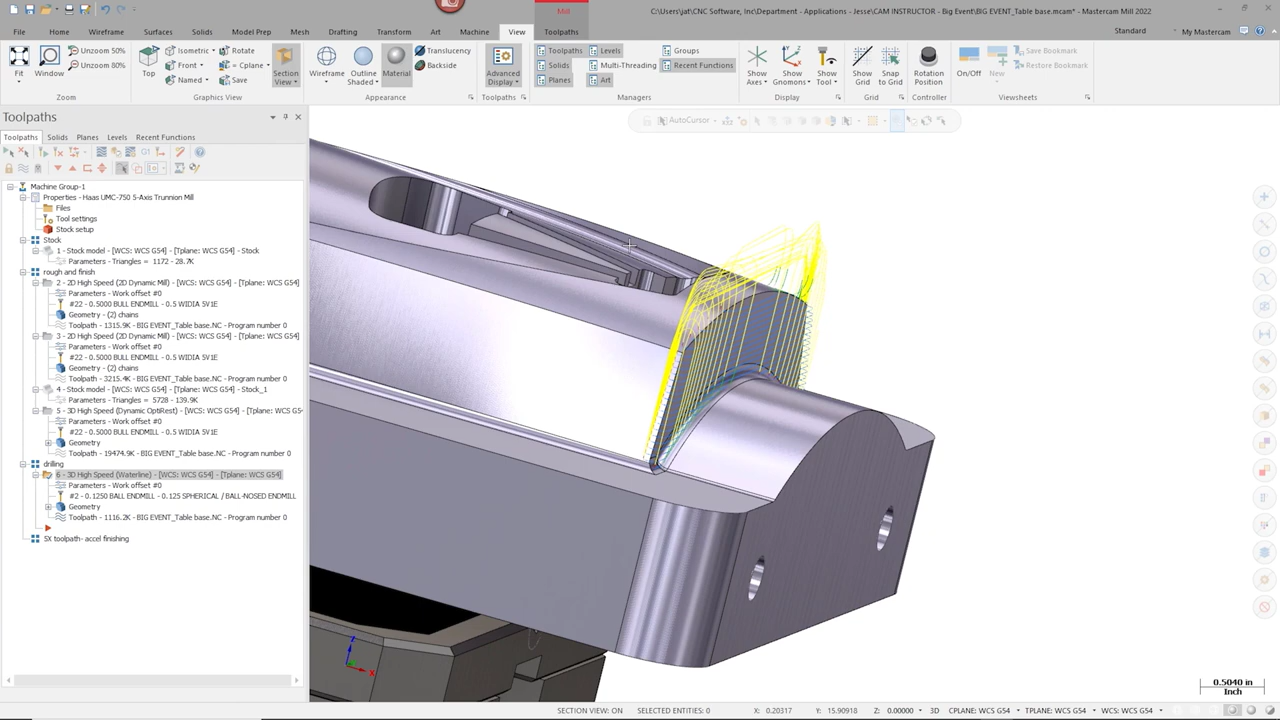 Mill
C:\Users\jat\CNC Software, Inc\Department - Applications - Jesse\CAM INSTRUCTOR - Big Event\BIG EVENT_Table base.mcam* - Mastercam Mill 2022
File Home Wireframe Surfaces Solids Model Prep Mesh Drafting Transform Art Machine View Toolpaths
Standard My Mastercam
Fit Window Unzoom 50% Unzoom 80%
Zoom
Top Isometric Front Named Rotate = Cplane Save Section View
Graphics View
Wireframe Outline Shaded Material Translucency Backside
Appearance
Advanced Display
Toolpaths
Toolpaths Solids Planes Levels Multi-Threading Art Groups Recent Functions
Managers
Show Axes Show Gnomons Show Tool
Display
Show Grid Snap to Grid
Grid
Rotation Position
Controller
On/Off New Save Bookmark Restore Bookmark
Viewsheets
AutoCursor
Toolpaths
Toolpaths Solids Planes Levels Recent Functions
G1
Machine Group-1
Properties - Haas UMC-750 5-Axis Trunnion Mill
Files
Tool settings
Stock setup
Stock
1 - Stock model - [WCS: WCS G54] - [Tplane: WCS G54] - Stock
Parameters - Triangles = 1172 - 28.7K
rough and finish
2 - 2D High Speed (2D Dynamic Mill) - [WCS: WCS G54] - [Tplane: WCS G54]
Parameters - Work offset #0
#22 - 0.5000 BULL ENDMILL - 0.5 WIDIA 5V1E
Geometry - (2) chains
Toolpath - 1315.9K - BIG EVENT_Table base.NC - Program number 0
3 - 2D High Speed (2D Dynamic Mill) - [WCS: WCS G54] - [Tplane: WCS G54]
Parameters - Work offset #0
#22 - 0.5000 BULL ENDMILL - 0.5 WIDIA 5V1E
Geometry - (2) chains
Toolpath - 3215.4K - BIG EVENT_Table base.NC - Program number 0
4 - Stock model - [WCS: WCS G54] - [Tplane: WCS G54] - Stock_1
Parameters - Triangles = 5728 - 139.9K
5 - 3D High Speed (Dynamic OptiRest) - [WCS: WCS G54] - [Tplane: WCS G5
Parameters - Work offset #0
#22 - 0.5000 BULL ENDMILL - 0.5 WIDIA 5V1E
Geometry
Toolpath - 19474.9K - BIG EVENT_Table base.NC - Program number 0
drilling
6 - 3D High Speed (Waterline) - [WCS: WCS G54] - [Tplane: WCS G54]
Parameters - Work offset #0
#2 - 0.1250 BALL ENDMILL - 0.125 SPHERICAL / BALL-NOSED ENDMILL
Geometry
Toolpath - 1116.2K - BIG EVENT_Table base.NC - Program number 0
5X toolpath- accel finishing
X
0.5040 in
Inch
SECTION VIEW: ON SELECTED ENTITIES: 0 X: 0.20317 Y: 15.90918 Z: 0.00000 3D CPLANE: WCS G54 TPLANE: WCS G54 WCS: WCS G54